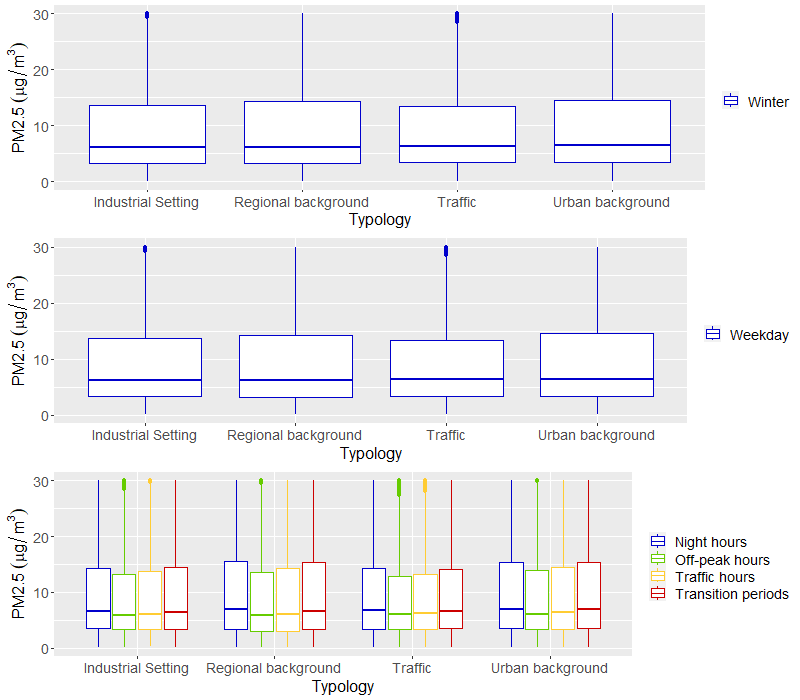 30
20
10
0
PM2.5 (μg/m³)
Industrial Setting Regional background Traffic Urban background
Typology
Winter
30
20
10
0
PM2.5 (μg/m³)
Industrial Setting Regional background Traffic Urban background
Typology
Weekday
30
20
10
0
PM2.5 (μg/m³)
Industrial Setting Regional background Traffic Urban background
Typology
Night hours
Off-peak hours
Traffic hours
Transition periods